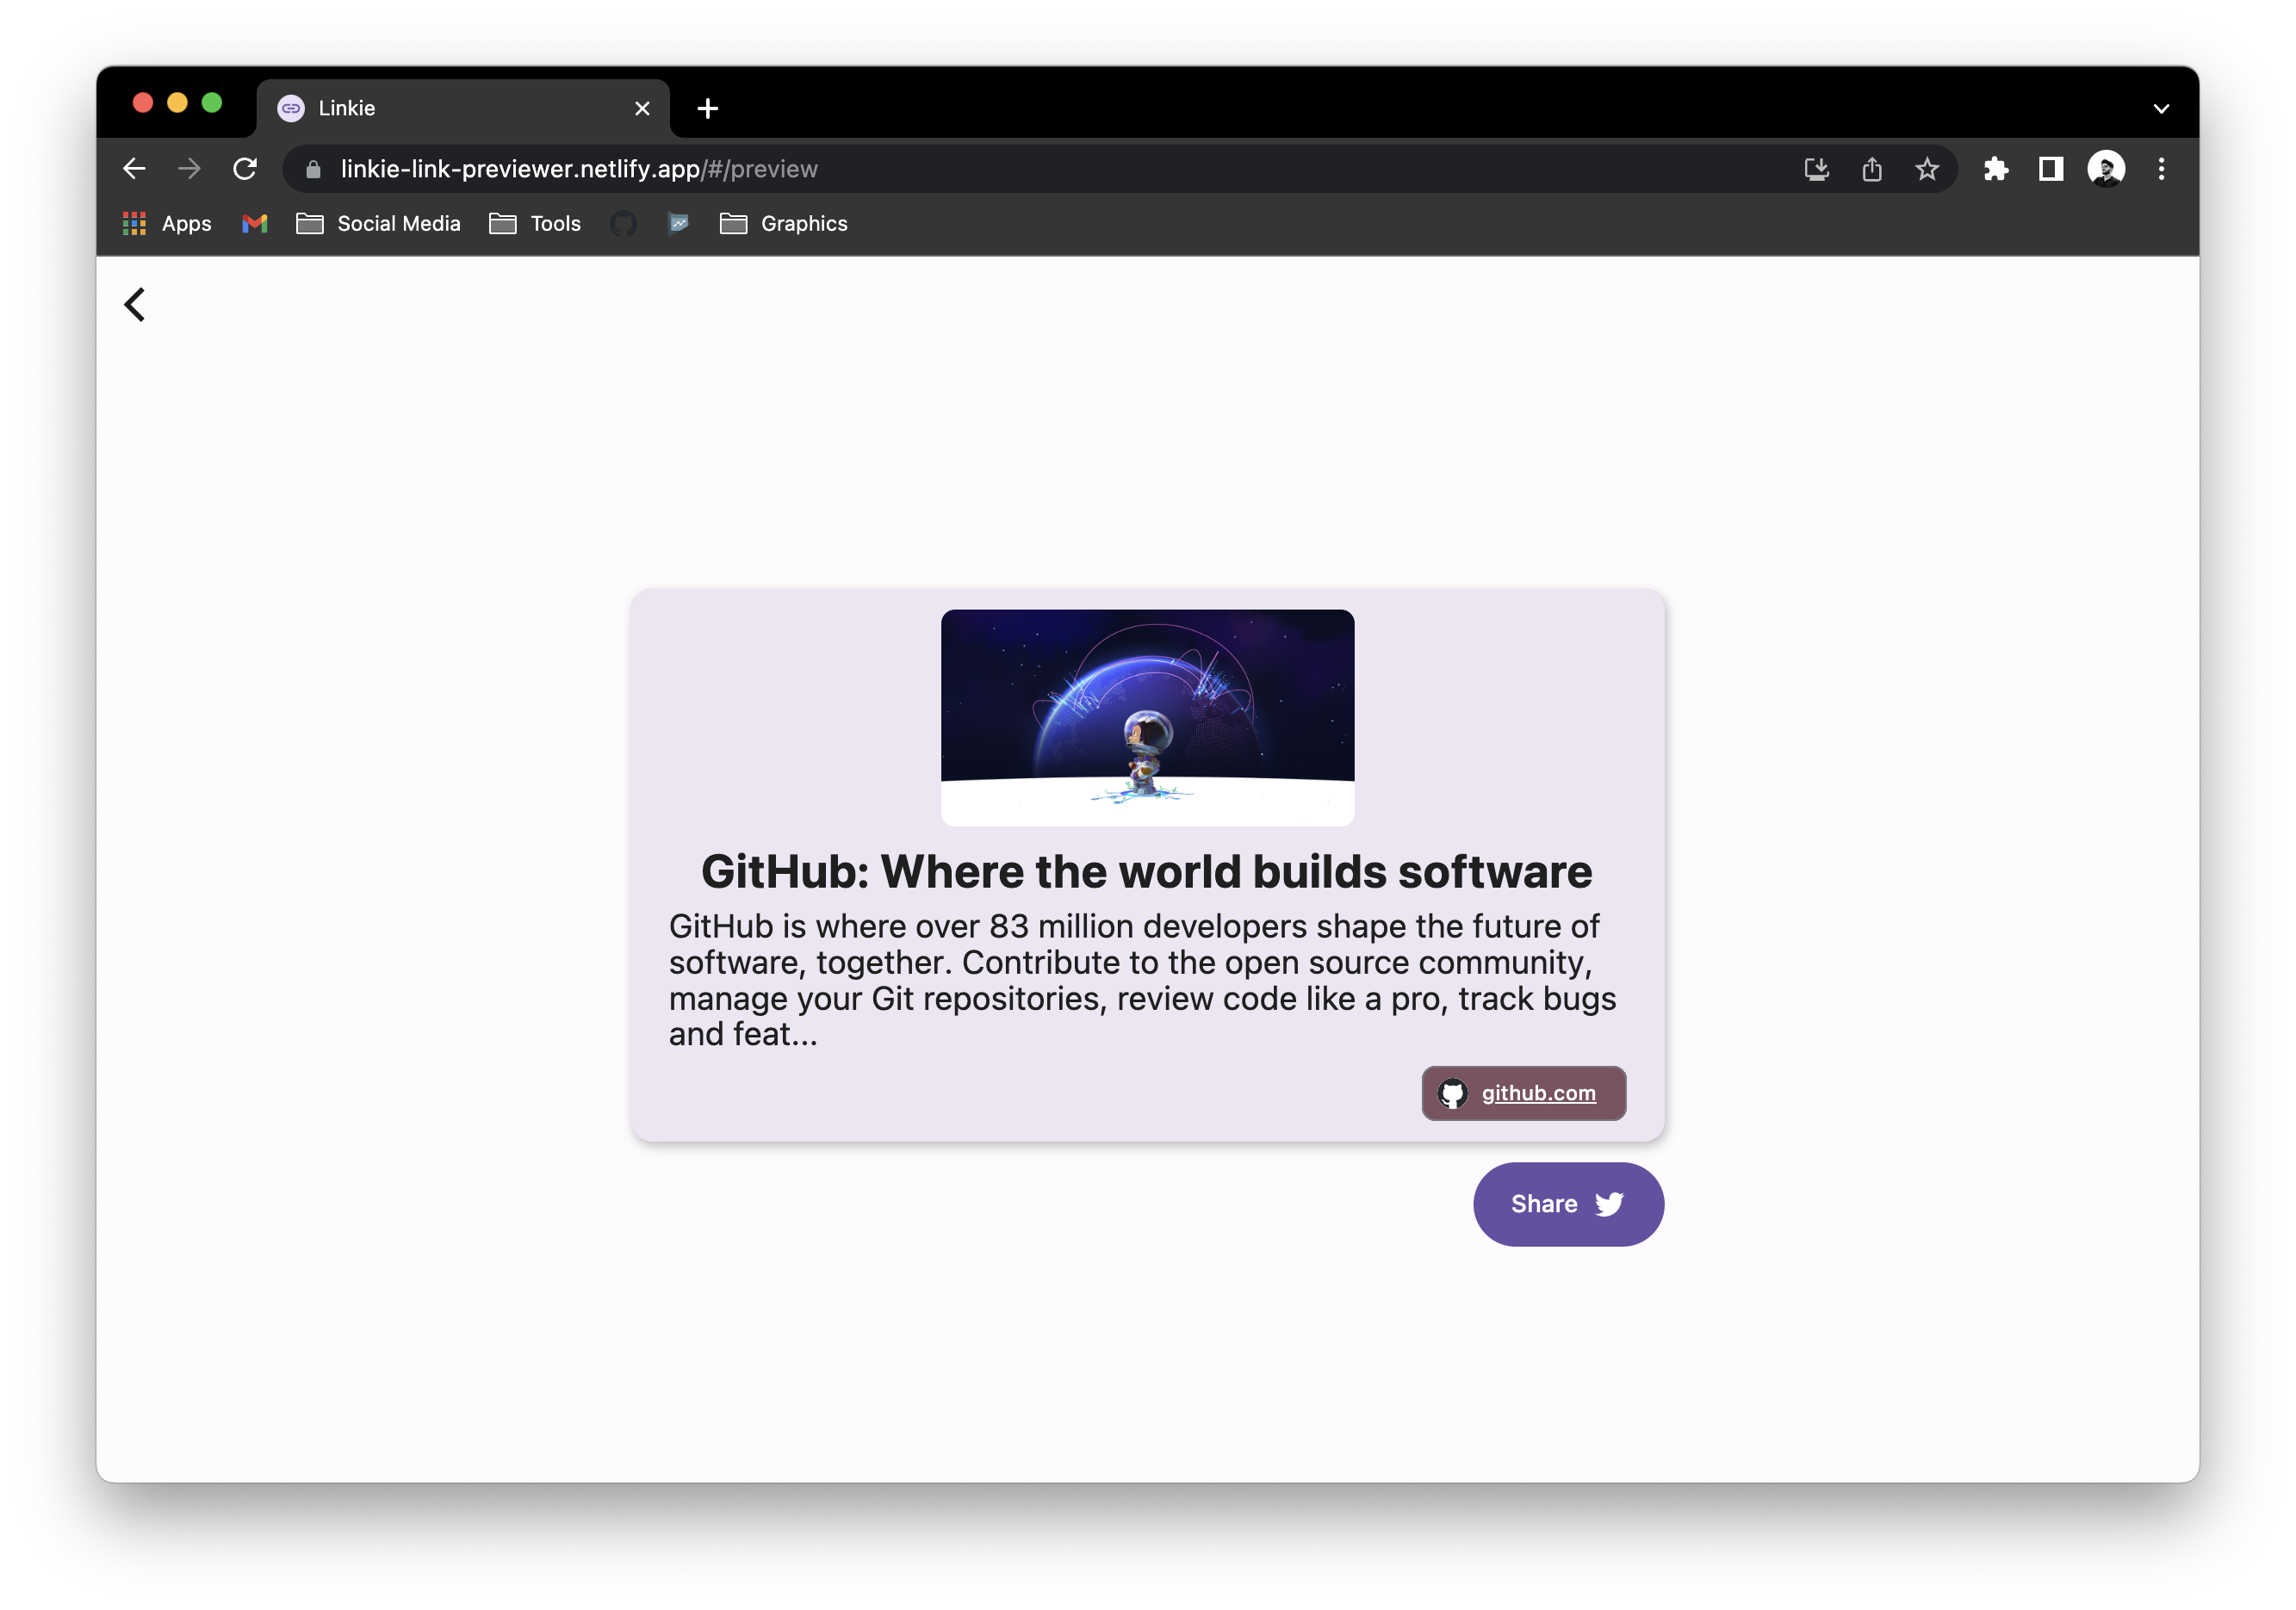 Linkie
linkie-link-previewer.netlify.app/#/preview
Apps Social Media Tools Graphics
GitHub: Where the world builds software
GitHub is where over 83 million developers shape the future of
software, together. Contribute to the open source community,
manage your Git repositories, review code like a pro, track bugs
and feat...
github.com
Share